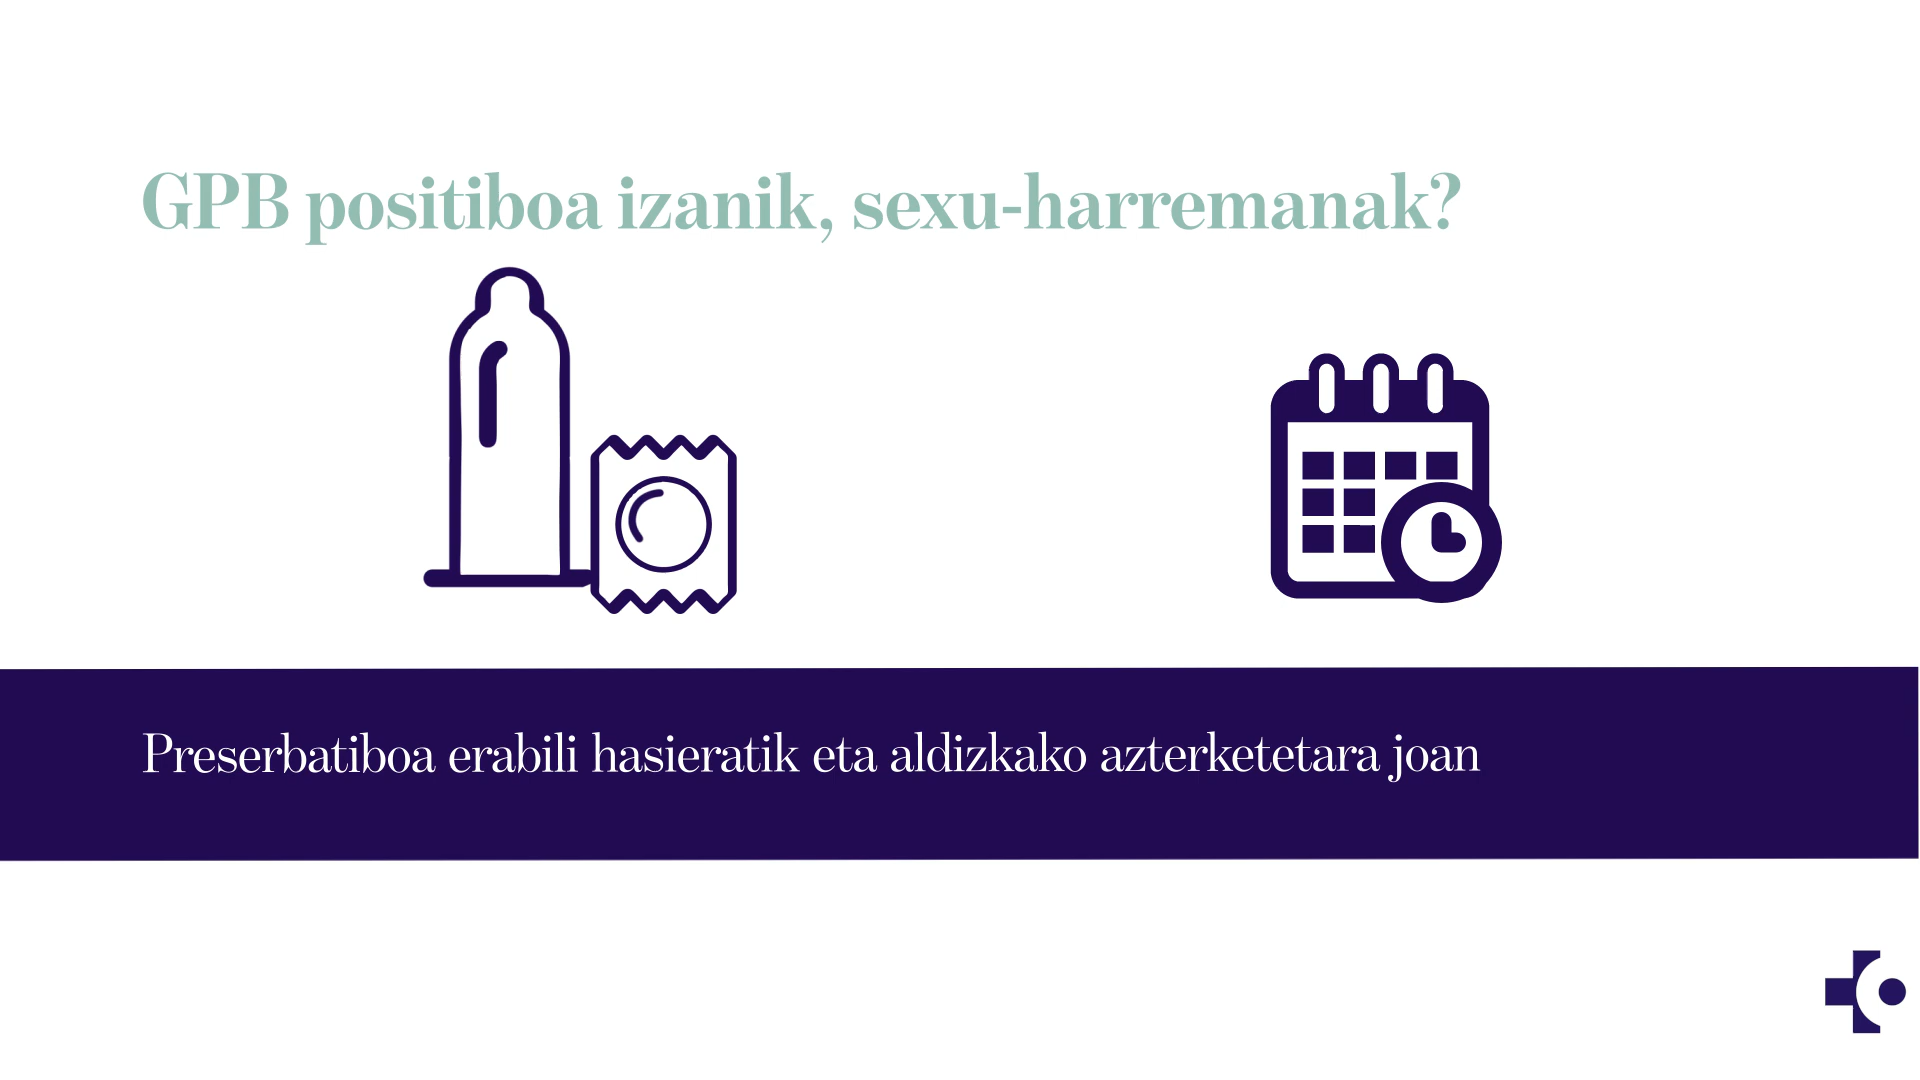 GPB positiboa izanik, sexu-harremanak?
Preserbatiboa erabili hasieratik eta aldizkako azterketetara joan